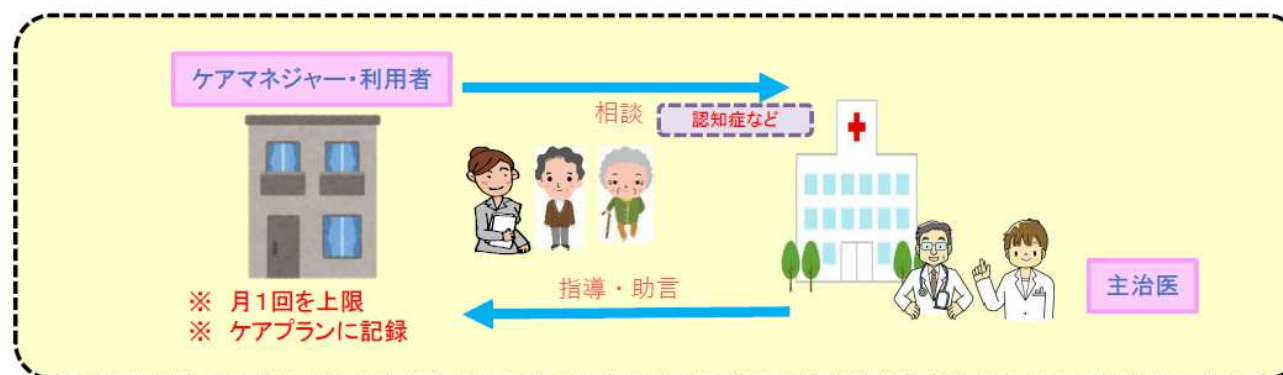 ケアマネジャー・利用者
相談
認知症など
指導・助言
主治医
※ 月1回を上限
※ ケアプランに記録